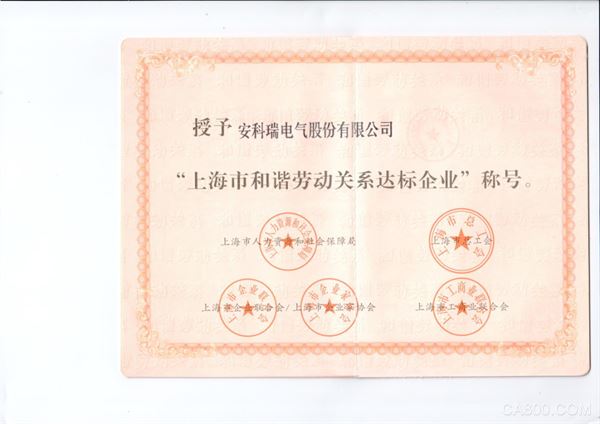 授予 安科瑞电气股份有限公司
“上海市和谐劳动关系达标企业”称号。
上海市人力资源和社会保障局
上海市总工会
上海市企业联合会/上海市企业家协会
上海市工商业联合会
CA800.COM